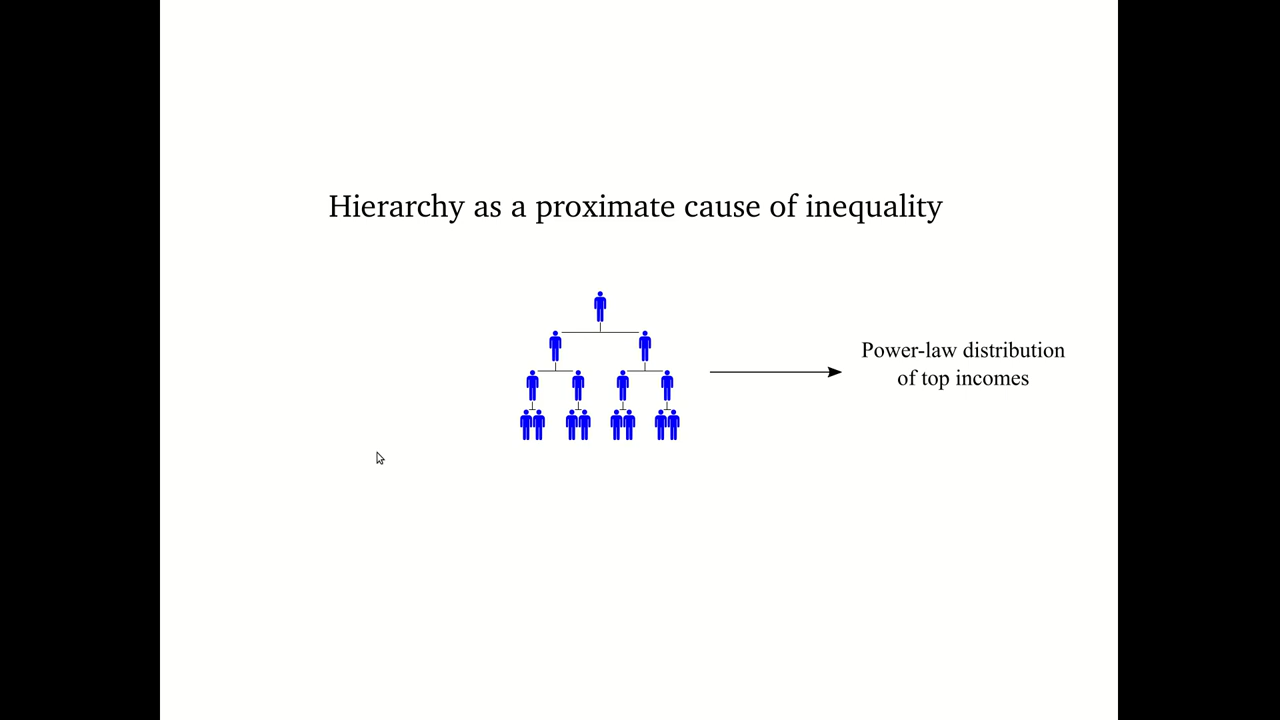 Hierarchy as a proximate cause of inequality
Power-law distribution
of top incomes